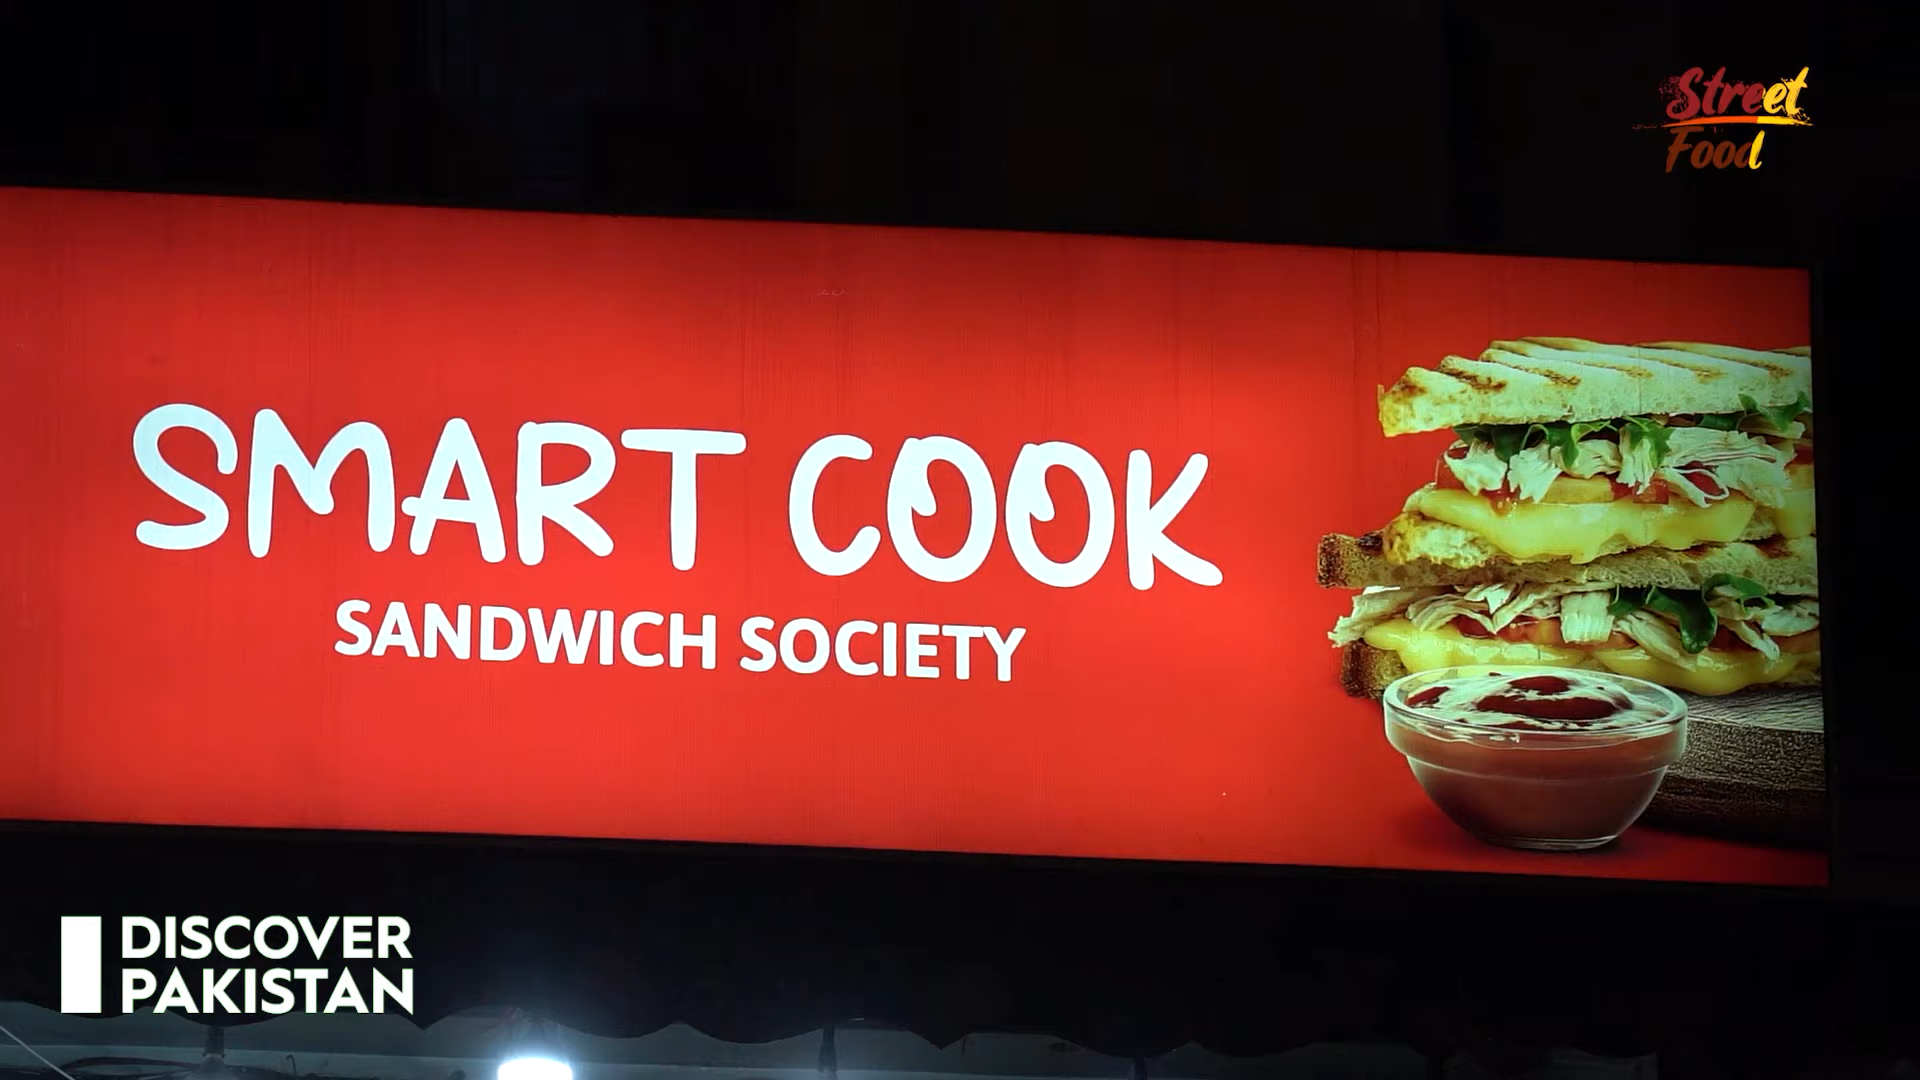 Street
Food
SMART COOK
SANDWICH SOCIETY
DISCOVER
PAKISTAN